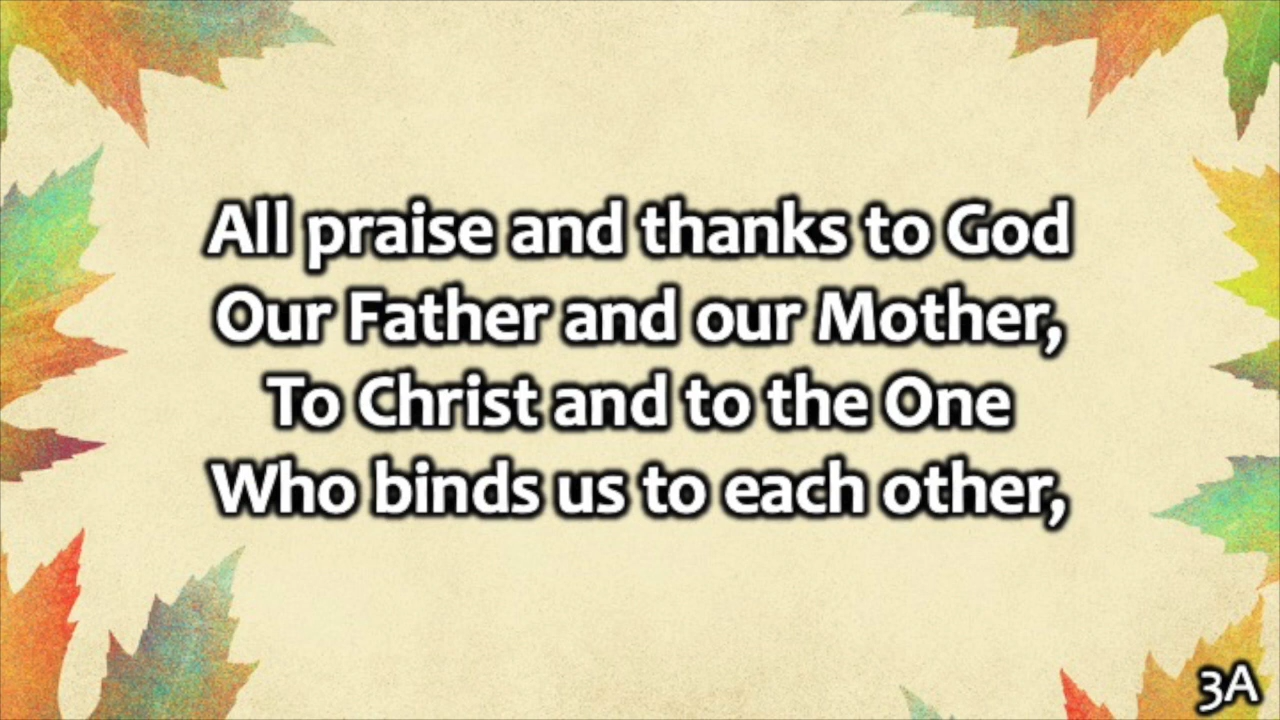 All praise and thanks to God
Our Father and our Mother,
To Christ and to the One
Who binds us to each other,
3A